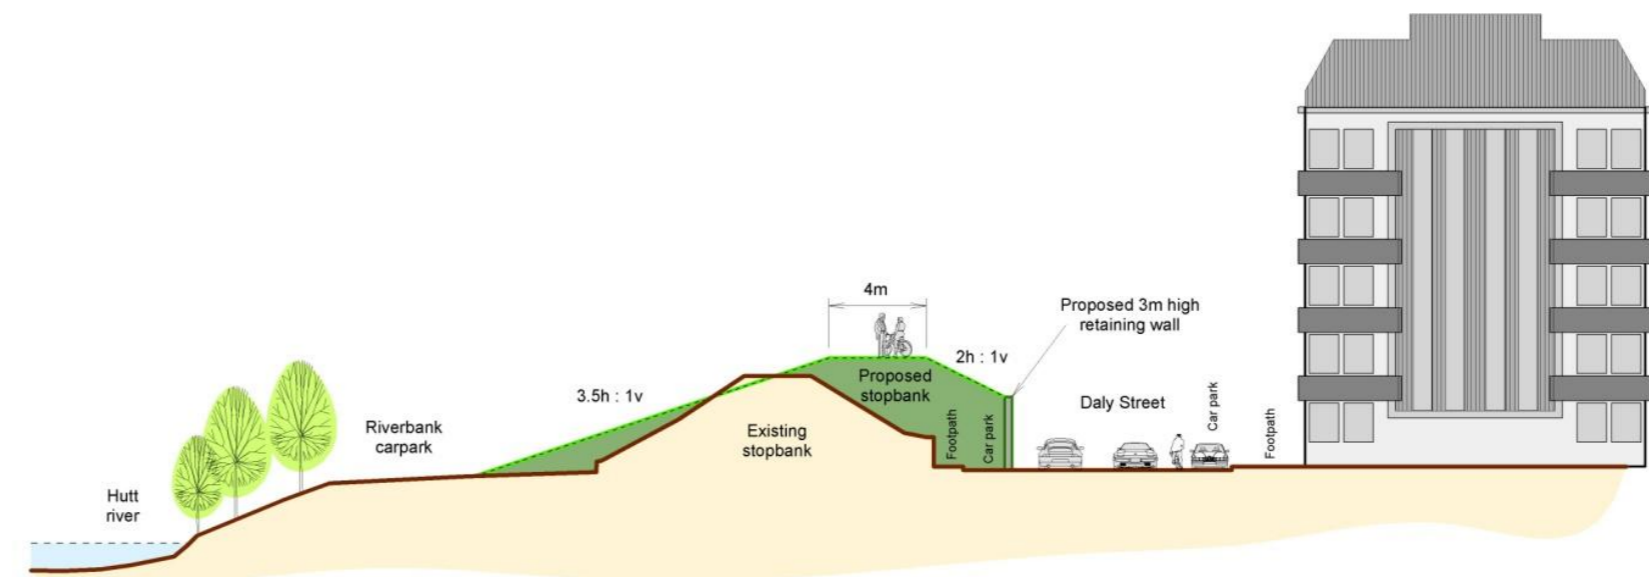 4m
Proposed 3m high
retaining wall
2h : 1v
3.5h : 1v
Proposed
stopbank
Riverbank
carpark
Existing
stopbank
Footpath
Car park
Daly Street
Car park
Footpath
Hutt
river